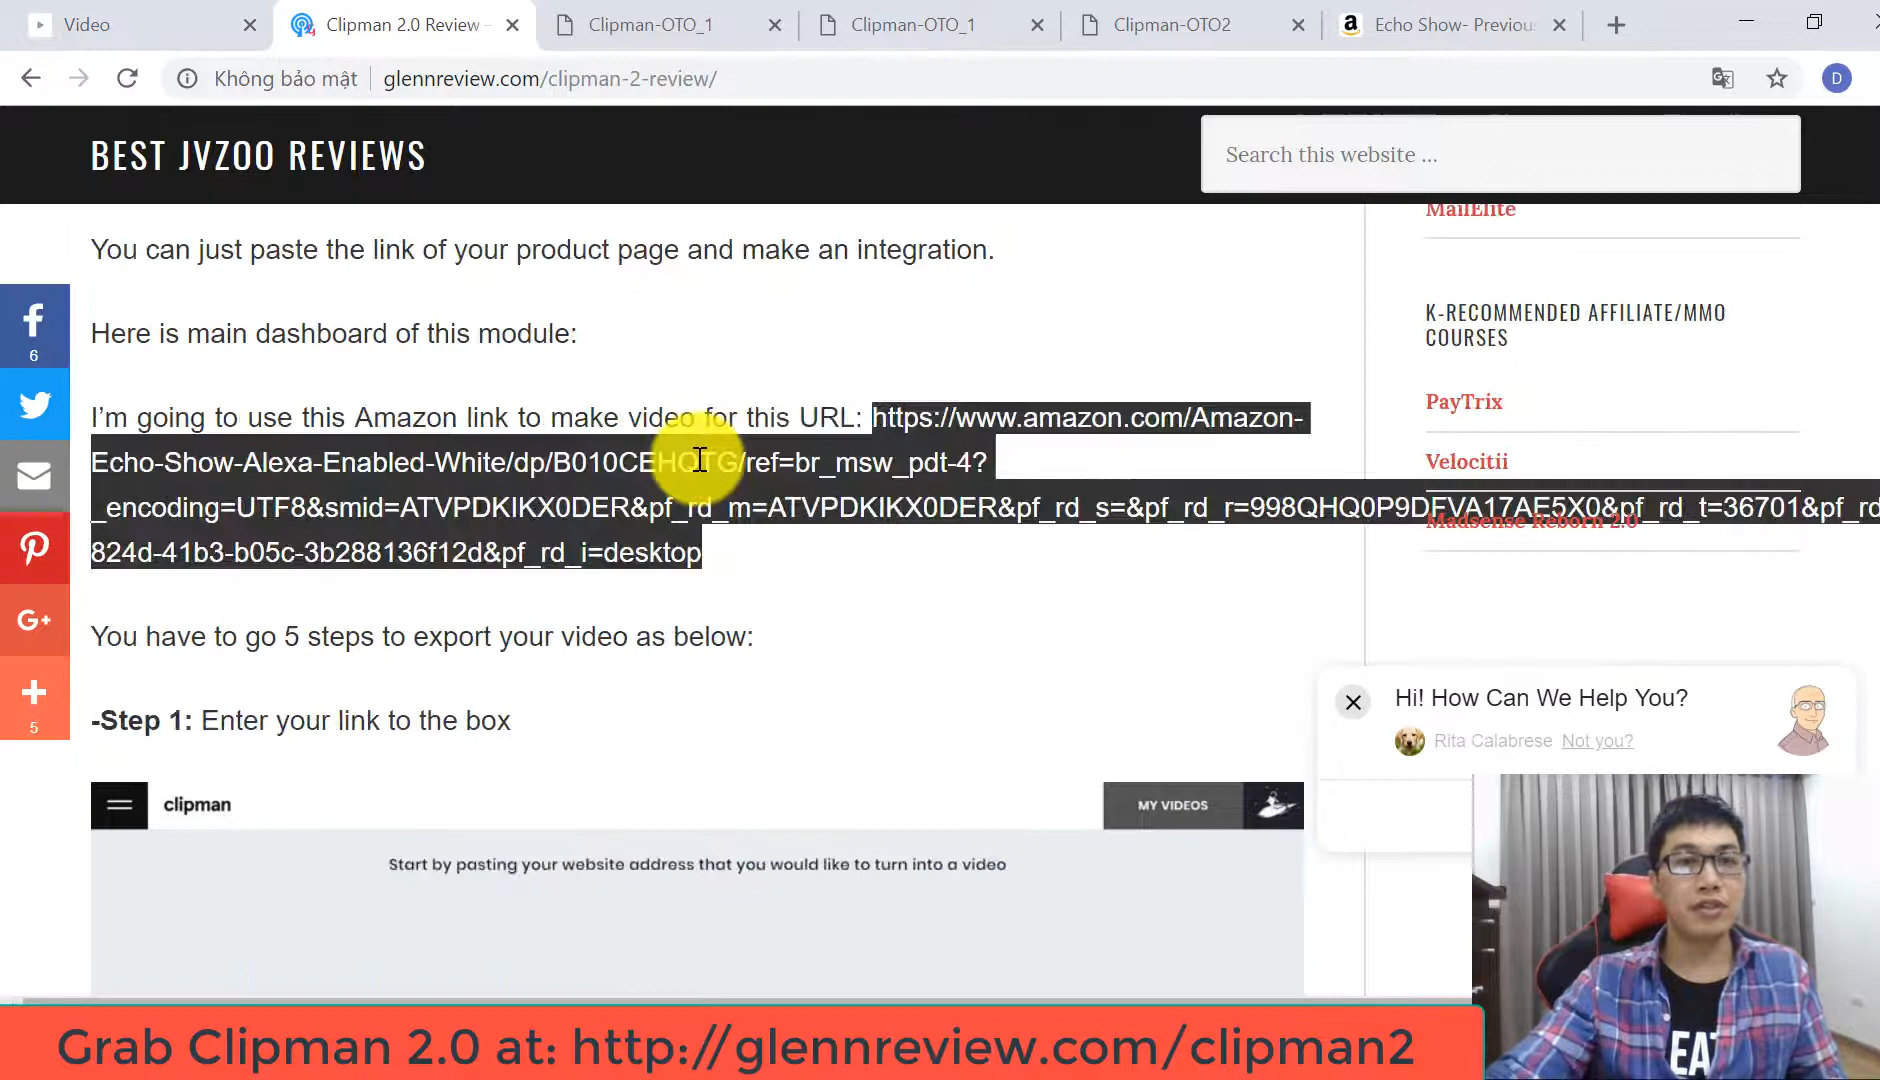 Video
Clipman 2.0 Review –
Clipman-OTO_1
Clipman-OTO_1
Clipman-OTO2
Echo Show- Previou
Không bảo mật
glennreview.com/clipman-2-review/
D
BEST JVZOO REVIEWS
Search this website ...
You can just paste the link of your product page and make an integration.
Here is main dashboard of this module:
I’m going to use this Amazon link to make video for this URL: https://www.amazon.com/Amazon-
Echo-Show-Alexa-Enabled-White/dp/B010CEHQTG/ref=br_msw_pdt-4?
_encoding=UTF8&smid=ATVPDKIKX0DER&pf_rd_m=ATVPDKIKX0DER&pf_rd_s=&pf_rd_r=998QHQ0P9DFVA17AE5X0&pf_rd_t=36701&pf_rd
824d-41b3-b05c-3b288136f12d&pf_rd_i=desktop
You have to go 5 steps to export your video as below:
-Step 1: Enter your link to the box
clipman
MY VIDEOS
Start by pasting your website address that you would like to turn into a video
6
G+
5
MailElite
K-RECOMMENDED AFFILIATE/MMO
COURSES
PayTrix
Velocitii
Madsense Reborn 2.0
Hi! How Can We Help You?
Rita Calabrese Not you?
EAT
Grab Clipman 2.0 at: http://glennreview.com/clipman2